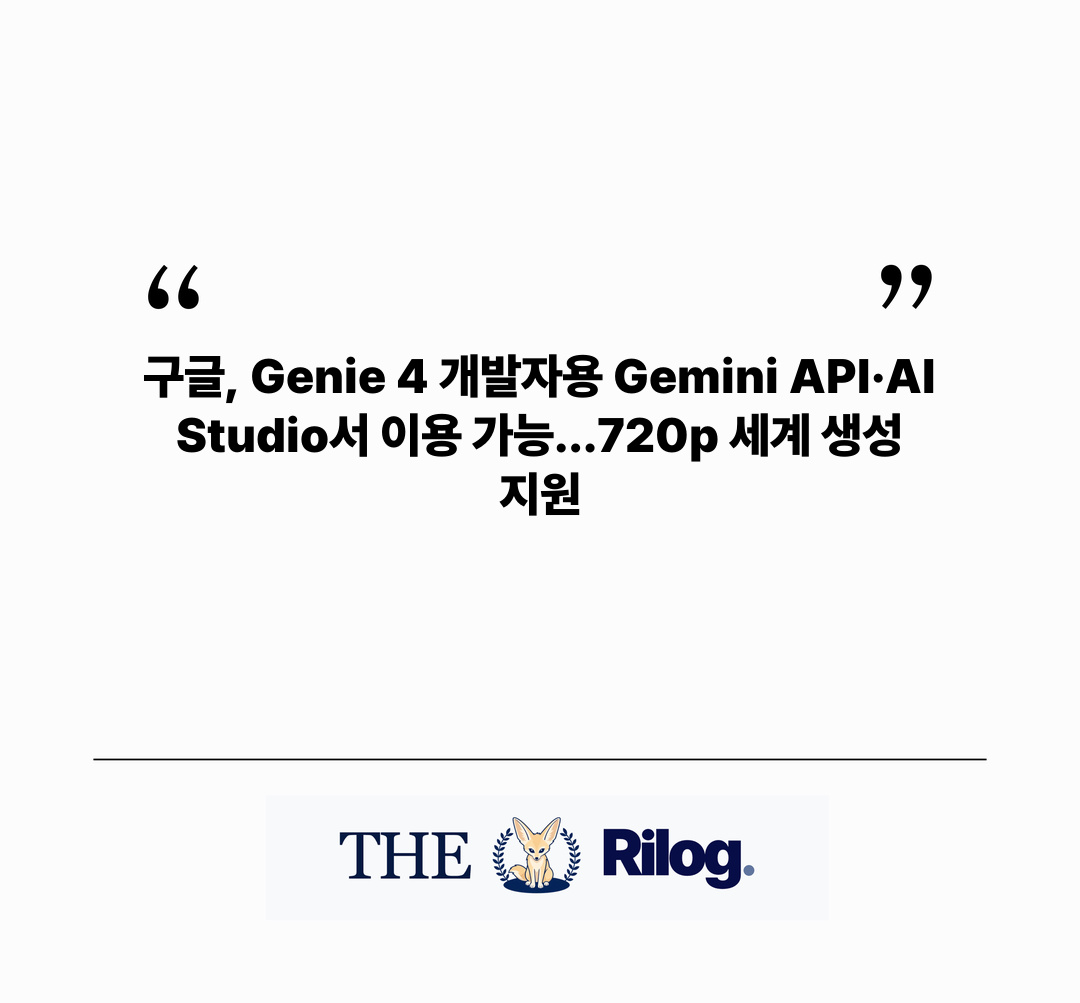 “ ”
구글, Genie 4 개발자용 Gemini API·AI
Studio서 이용 가능...720p 세계 생성
지원
THE Rilog.